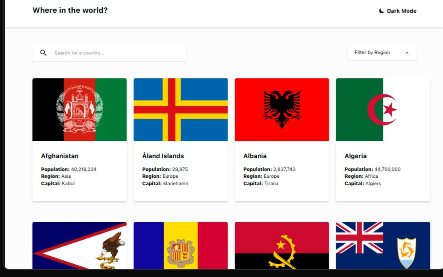 Where in the world?
Dark Mode
Search for a country...
Filter by Region
Afghanistan
Population: 40,218,234
Region: Asia
Capital: Kabul
Åland Islands
Population: 28,875
Region: Europe
Capital: Mariehamn
Albania
Population: 2,837,743
Region: Europe
Capital: Tirana
Algeria
Population: 44,700,000
Region: Africa
Capital: Algiers